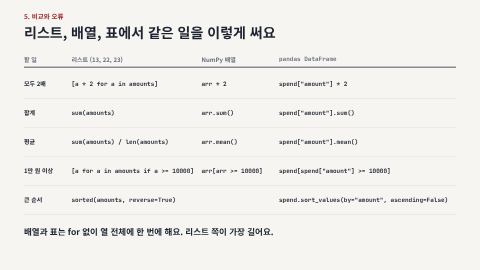 5. 비교와 오류
리스트, 배열, 표에서 같은 일을 이렇게 써요
할 일 리스트 (13, 22, 23) NumPy 배열 pandas DataFrame
모두 2배 [a * 2 for a in amounts] arr * 2 spend["amount"] * 2
합계 sum(amounts) arr.sum() spend["amount"].sum()
평균 sum(amounts) / len(amounts) arr.mean() spend["amount"].mean()
1만 원 이상 [a for a in amounts if a >= 10000] arr[arr >= 10000] spend[spend["amount"] >= 10000]
큰 순서 sorted(amounts, reverse=True) spend.sort_values(by="amount", ascending=False)
배열과 표는 for 없이 열 전체에 한 번에 해요. 리스트 쪽이 가장 길어요.